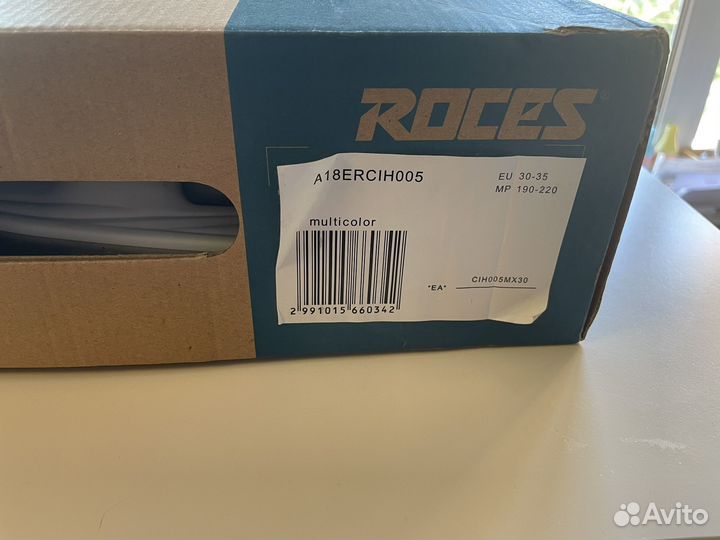 ROCES
A18ERCIH005
EU 30-35
MP 190-220
multicolor
2 991015 660342
"EA"
CIH005MX30
Avito